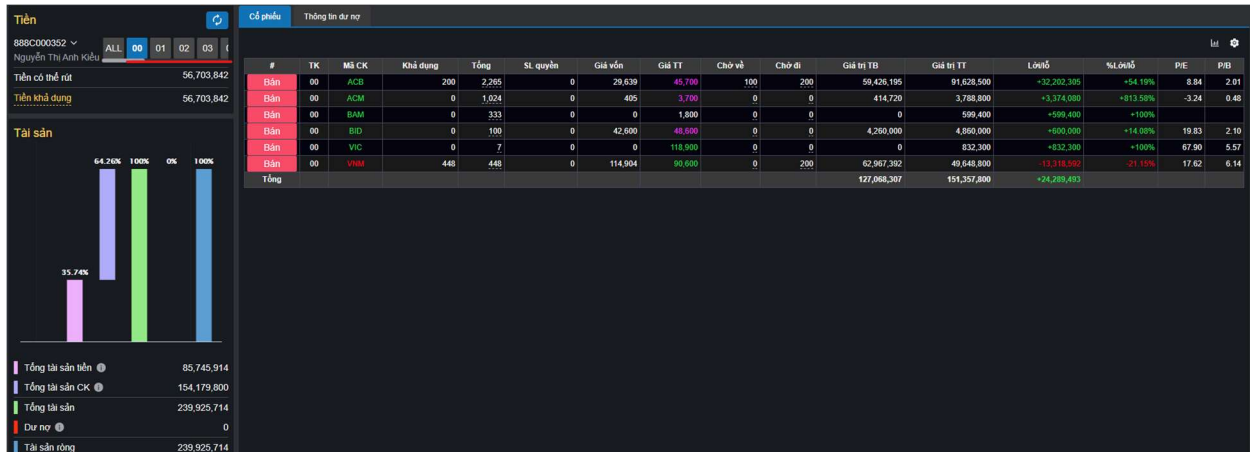 Tiền
888C000352
Nguyễn Thị Anh Kiều
ALL 00 01 02 03
Tiền có thể rút 56,703,842
Tiền khả dụng 56,703,842
Tài sản
64.26% 100% 0% 100%
35.74%
Tổng tài sản tiền 85,745,914
Tổng tài sản CK 154,179,800
Tổng tài sản 239,925,714
Dư nợ 0
Tài sản ròng 239,925,714
Cổ phiếu Thông tin dư nợ
# TK Mã CK Khả dụng Tổng SL quyền Giá vốn Giá TT Chờ về Chờ đi Giá trị TB Giá trị TT Lời/lỗ %Lời/lỗ P/E P/B
Bán 00 ACB 200 2,265 0 29,639 45,700 100 200 59,426,195 91,628,500 +32,202,305 +54.19% 8.84 2.01
Bán 00 ACM 0 1,024 0 405 3,700 0 0 414,720 3,788,800 +3,374,080 +813.58% -3.24 0.48
Bán 00 BAM 0 333 0 0 1,800 0 0 0 599,400 +599,400 +100%
Bán 00 BID 0 100 0 42,600 48,600 0 0 4,260,000 4,860,000 +600,000 +14.08% 19.83 2.10
Bán 00 VIC 0 7 0 0 118,900 0 0 0 832,300 +832,300 +100% 67.90 5.57
Bán 00 VNM 448 448 0 114,904 90,600 0 200 62,967,392 49,648,800 -13,318,592 -21.15% 17.62 6.14
Tổng 127,068,307 151,357,800 +24,289,493